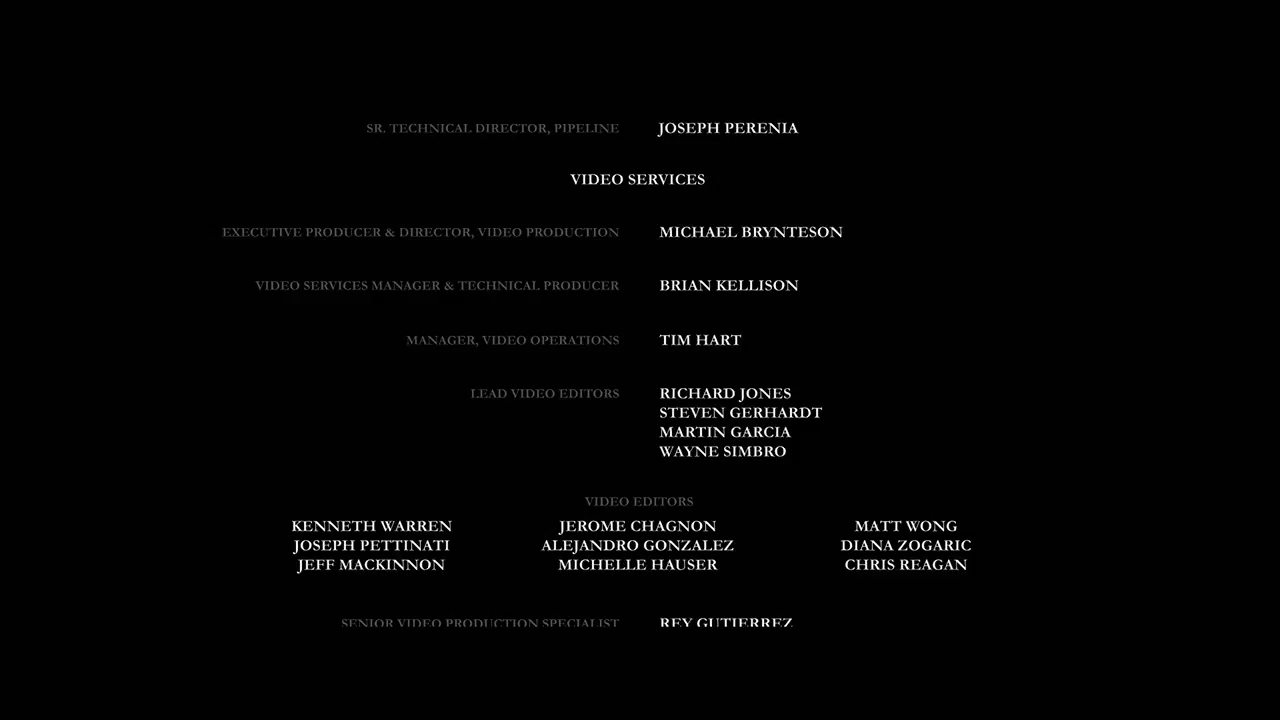 SR. TECHNICAL DIRECTOR, PIPELINE JOSEPH PERENIA
VIDEO SERVICES
EXECUTIVE PRODUCER & DIRECTOR, VIDEO PRODUCTION MICHAEL BRYNTESON
VIDEO SERVICES MANAGER & TECHNICAL PRODUCER BRIAN KELLISON
MANAGER, VIDEO OPERATIONS TIM HART
LEAD VIDEO EDITORS RICHARD JONES
STEVEN GERHARDT
MARTIN GARCIA
WAYNE SIMBRO
VIDEO EDITORS
KENNETH WARREN JEROME CHAGNON MATT WONG
JOSEPH PETTINATI ALEJANDRO GONZALEZ DIANA ZOGARIC
JEFF MACKINNON MICHELLE HAUSER CHRIS REAGAN
SENIOR VIDEO PRODUCTION SPECIALIST REY GUTIERREZ